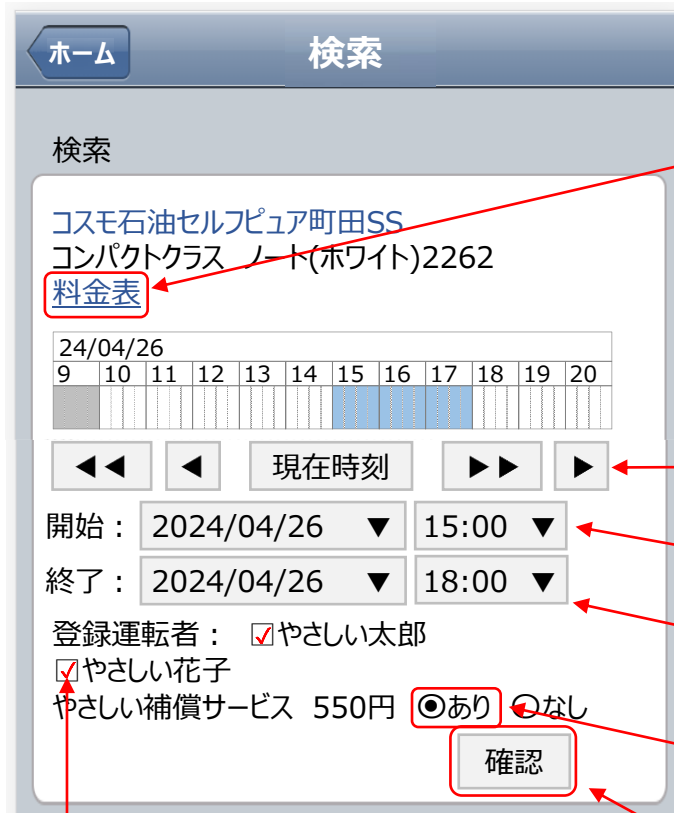 ホーム
検索
検索
コスモ石油セルフピュア町田SS
コンパクトクラス ノート(ホワイト)2262
料金表
24/04/26
9 10 11 12 13 14 15 16 17 18 19 20
◀◀ ◀ 現在時刻 ▶▶ ▶
開始： 2024/04/26 ▼ 15:00 ▼
終了： 2024/04/26 ▼ 18:00 ▼
登録運転者： ☑やさしい太郎
☑やさしい花子
やさしい補償サービス 550円 ◉あり ○なし
確認